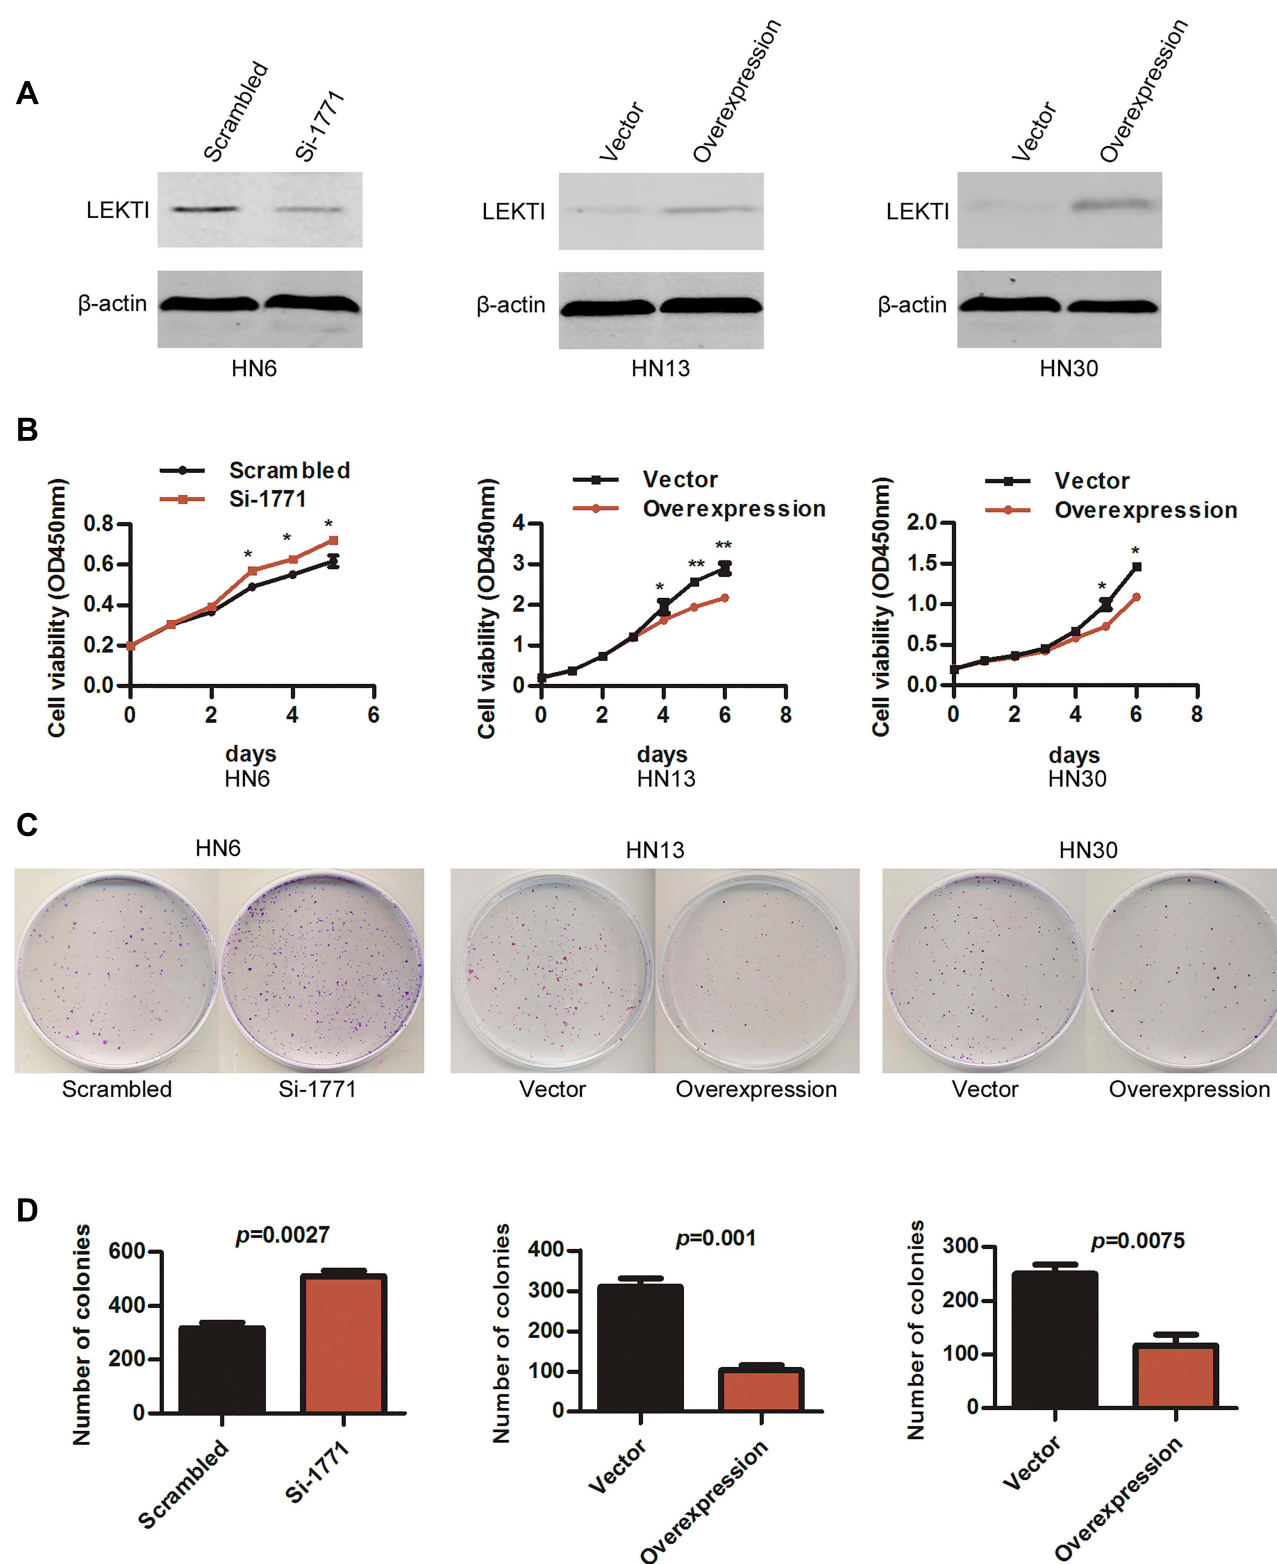 A
Scrambled
Si-1771
Vector
Overexpression
Vector
Overexpression
LEKTI
LEKTI
LEKTI
β-actin
β-actin
β-actin
HN6
HN13
HN30
B
Scrambled
Si-1771
Cell viability (OD450nm)
0.8
0.6
0.4
0.2
0.0
* * *
0 2 4 6
days
HN6
Vector
Overexpression
Cell viability (OD450nm)
4
3
2
1
0
* ** **
0 2 4 6 8
days
HN13
Vector
Overexpression
Cell viability (OD450nm)
2.0
1.5
1.0
0.5
0.0
* *
0 2 4 6 8
days
HN30
C
HN6
HN13
HN30
Scrambled
Si-1771
Vector
Overexpression
Vector
Overexpression
D
p=0.0027
Number of colonies
600
400
200
0
Scrambled
Si-1771
p=0.001
Number of colonies
400
300
200
100
0
Vector
Overexpression
p=0.0075
Number of colonies
300
200
100
0
Vector
Overexpression